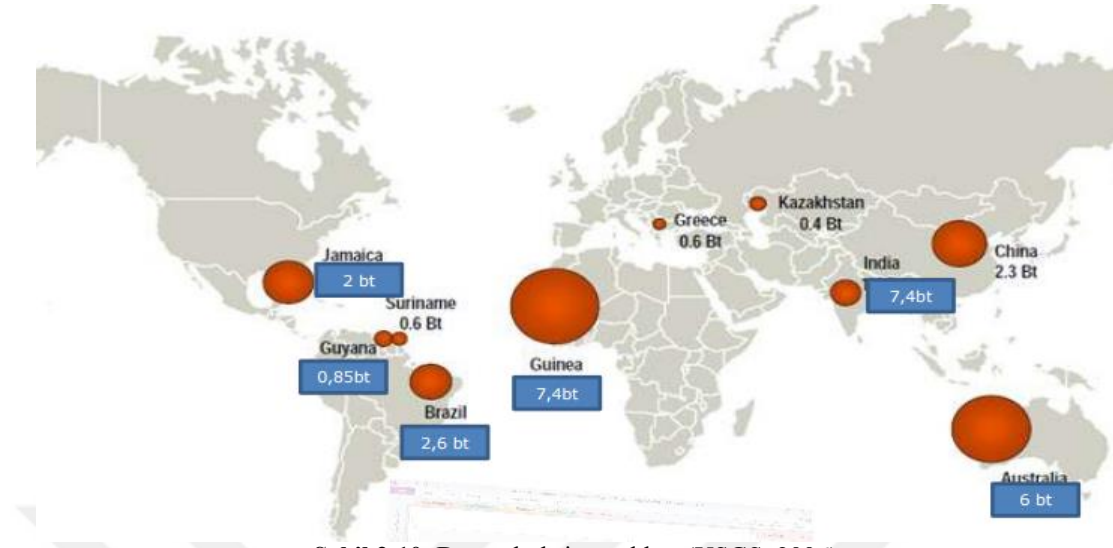 Kazakhstan
0.4 Bt
Greece
0.6 Bt
China
2.3 Bt
India
7,4bt
Jamaica
2 bt
Suriname
0.6 Bt
Guyana
0,85bt
Guinea
7,4bt
Brazil
2,6 bt
Australia
6 bt